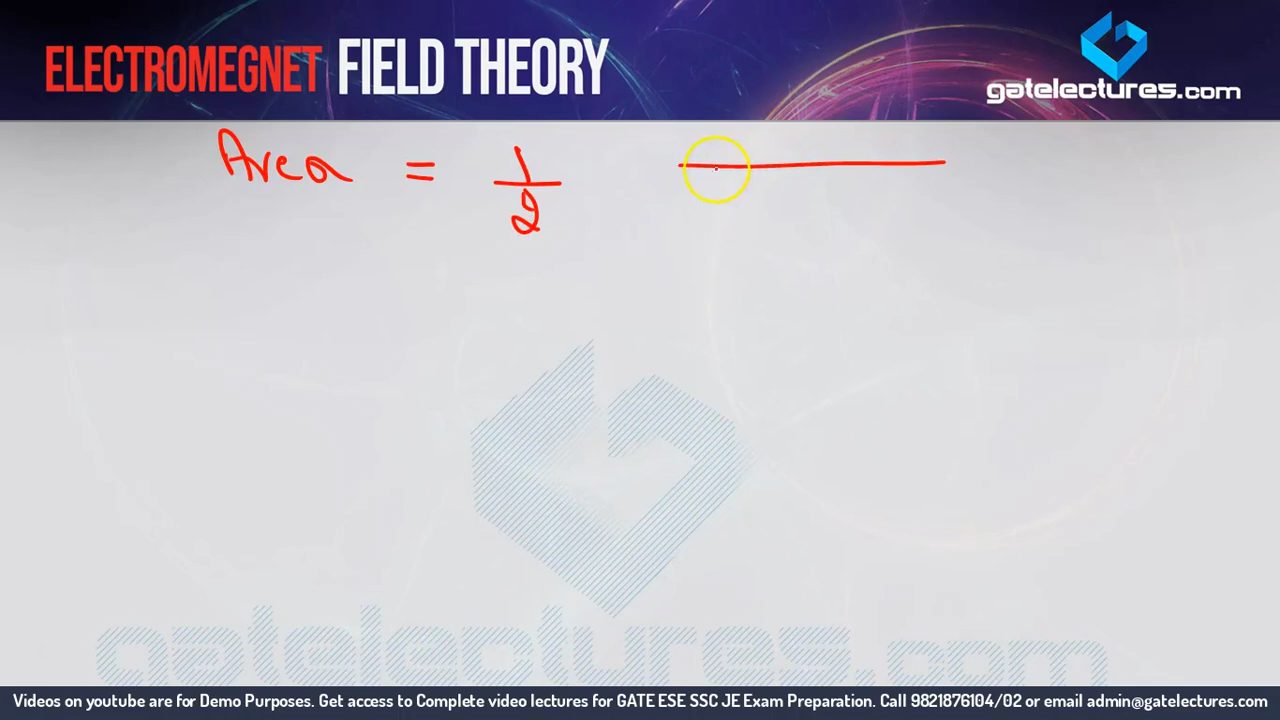 ELECTROMEGNET FIELD THEORY
gatelectures.com
Area = 1/2
gatelectures.com
Videos on youtube are for Demo Purposes. Get access to Complete video lectures for GATE ESE SSC JE Exam Preparation. Call 9821876104/02 or email admin@gatelectures.com